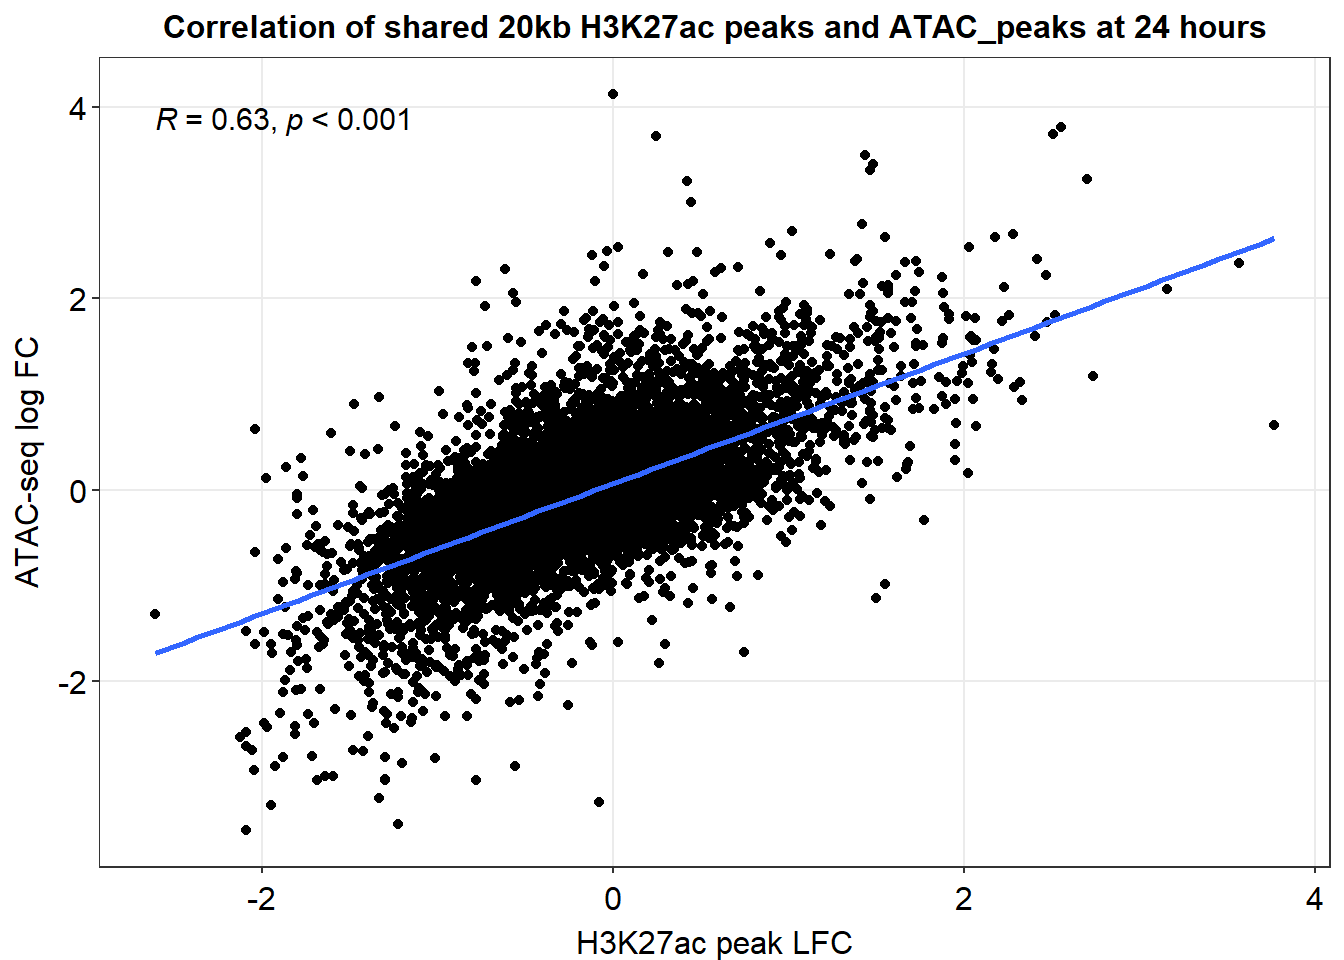 Correlation of shared 20kb H3K27ac peaks and ATAC_peaks at 24 hours
R = 0.63, p < 0.001
4
2
0
-2
ATAC-seq log FC
-2 0 2 4
H3K27ac peak LFC